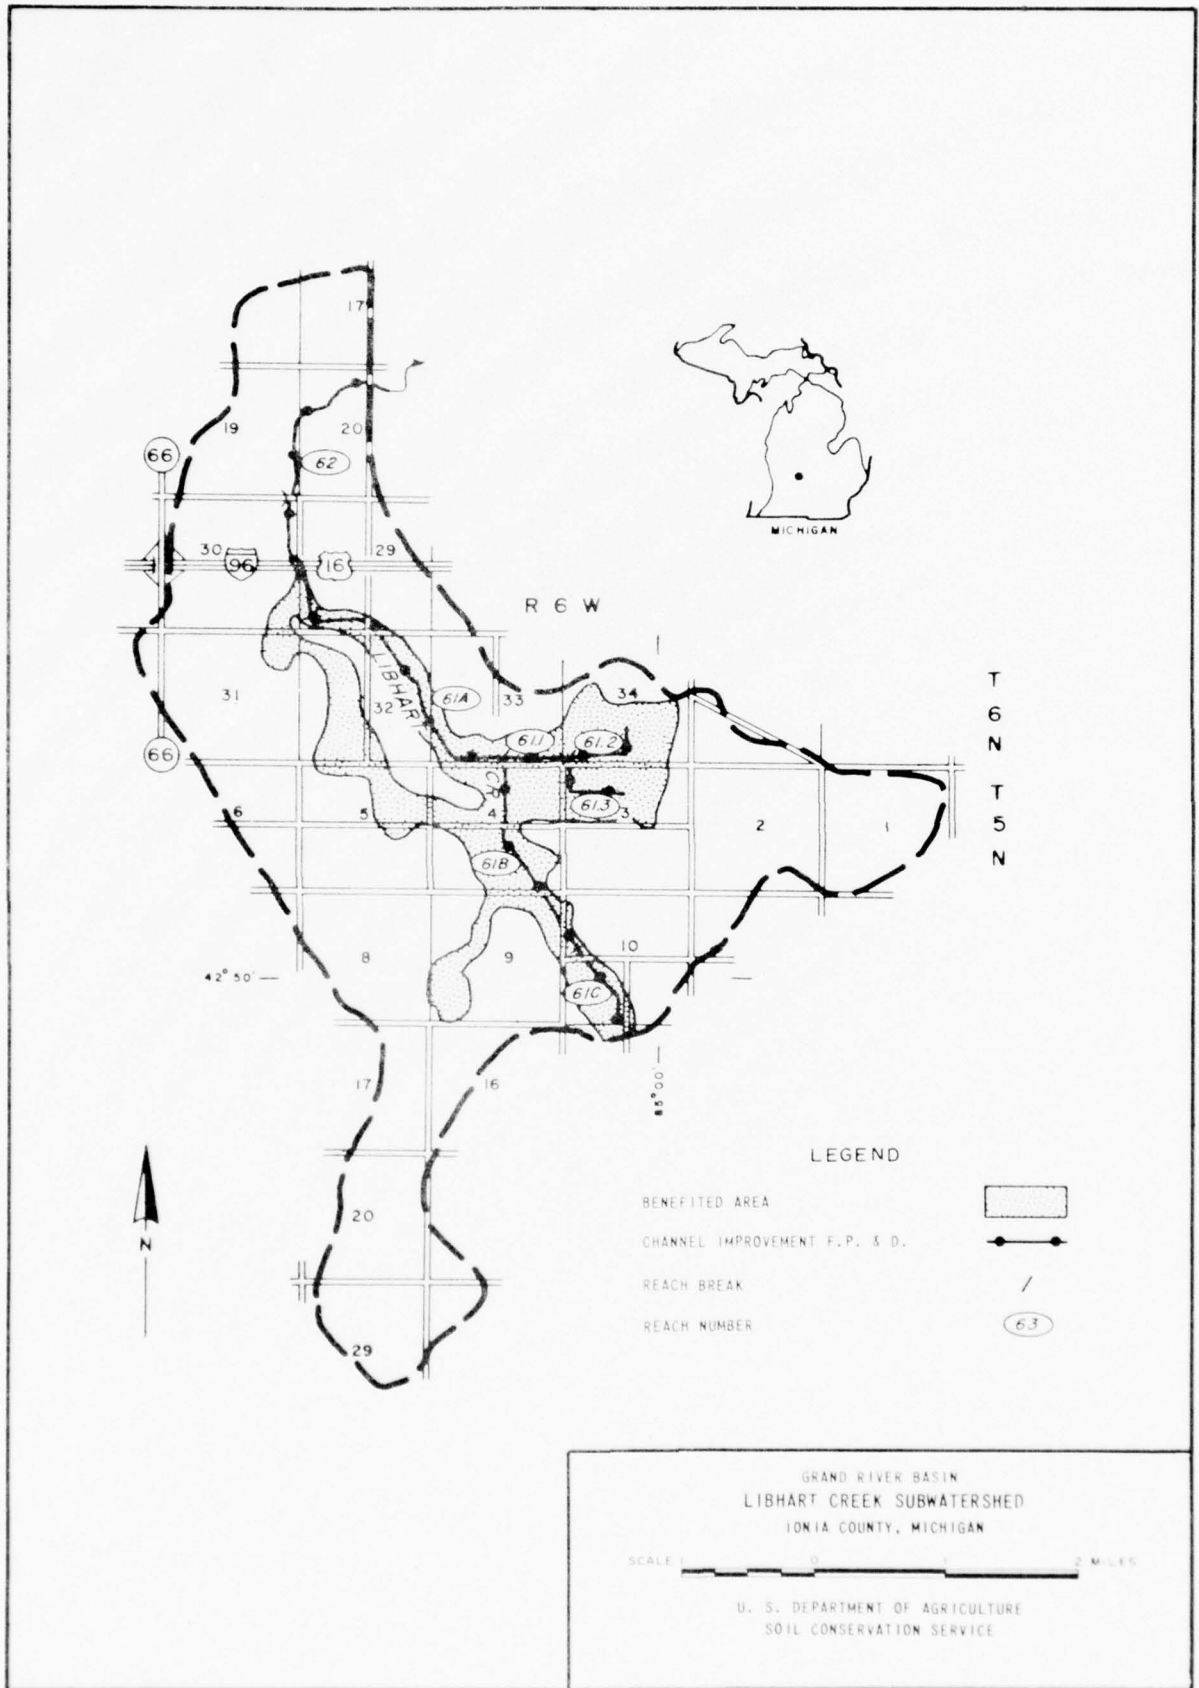 17
19
20
66
62
30
96
16
29
R 6 W
MICHIGAN
31
32
LIBHART
61A
33
34
T
6
N
66
61.1
61.2
CR.
61.3
T
5
N
6
5
4
3
2
1
61B
8
9
10
42° 50'
61C
17
16
85° 00'
20
29
N
LEGEND
BENEFITED AREA
CHANNEL IMPROVEMENT F.P. & D.
REACH BREAK
REACH NUMBER
63
GRAND RIVER BASIN
LIBHART CREEK SUBWATERSHED
IONIA COUNTY, MICHIGAN
SCALE 1 0 1 2 MILES
U. S. DEPARTMENT OF AGRICULTURE
SOIL CONSERVATION SERVICE